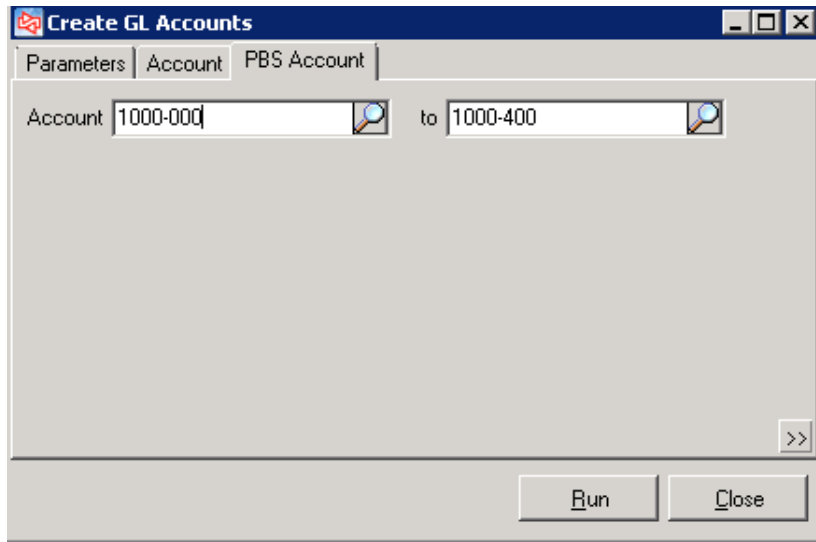 Create GL Accounts
Parameters Account PBS Account
Account 1000-000 to 1000-400
>>
Run Close